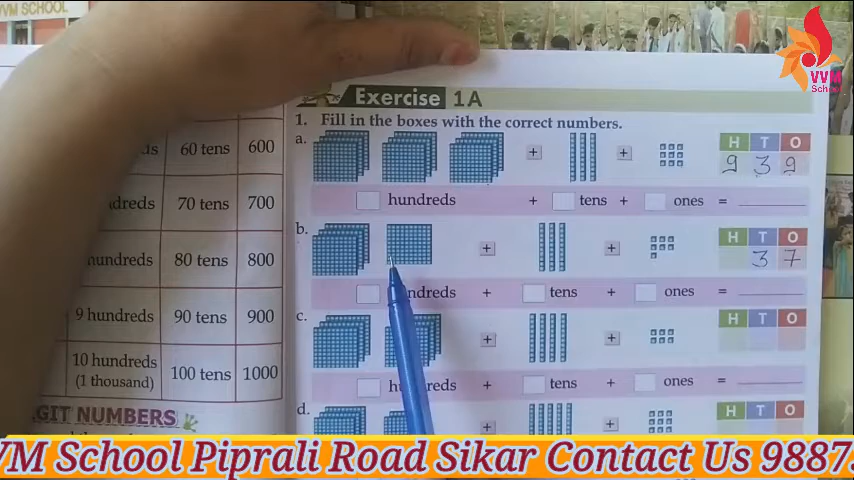 VM SCHOOL
VVM
School
Exercise 1A
1. Fill in the boxes with the correct numbers.
60 tens 600
70 tens 700
80 tens 800
9 hundreds 90 tens 900
10 hundreds
(1 thousand) 100 tens 1000
GIT NUMBERS
a. + + H T O
9 3 9
hundreds + tens + ones =
b. + + H T O
3 7
+ tens + ones =
c. + + H T O
+ tens + ones =
d. + + H T O
VM School Piprali Road Sikar Contact Us 9887